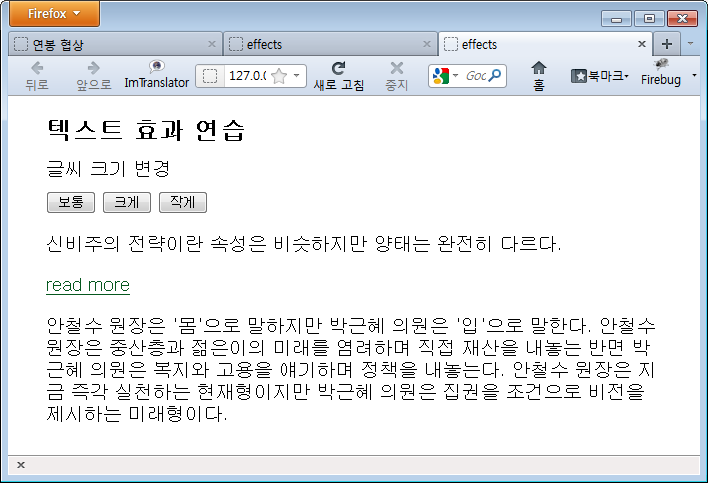 Firefox
연봉 협상
effects
effects
뒤로 앞으로 ImTranslator 127.0.0 새로 고침 중지 Goo 홈 북마크 Firebug
텍스트 효과 연습
글씨 크기 변경
보통 크게 작게
신비주의 전략이란 속성은 비슷하지만 양태는 완전히 다르다.
read more
안철수 원장은 '몸'으로 말하지만 박근혜 의원은 '입'으로 말한다. 안철수
원장은 중산층과 젊은이의 미래를 염려하며 직접 재산을 내놓는 반면 박
근혜 의원은 복지와 고용을 얘기하며 정책을 내놓는다. 안철수 원장은 지
금 즉각 실천하는 현재형이지만 박근혜 의원은 집권을 조건으로 비전을
제시하는 미래형이다.